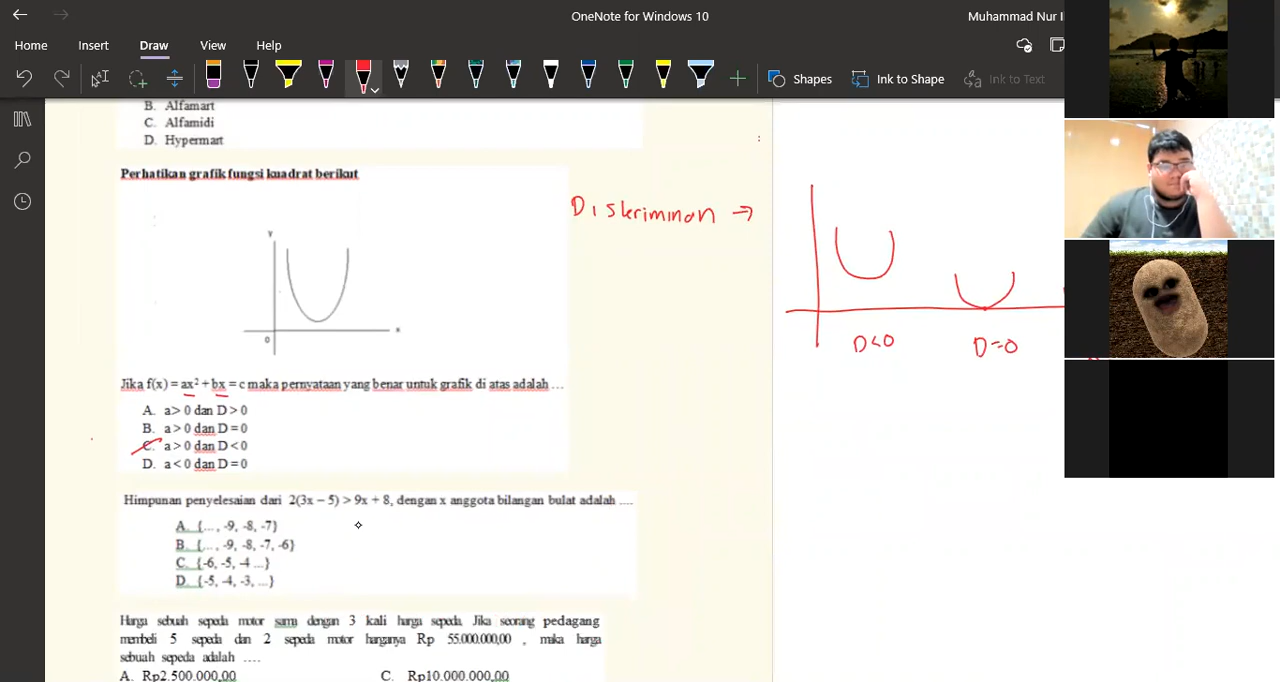 OneNote for Windows 10
Muhammad Nur I
Home
Insert
Draw
View
Help
Shapes
Ink to Shape
Ink to Text
B. Alfamart
C. Alfamidi
D. Hypermart
Perhatikan grafik fungsi kuadrat berikut
Y
X
0
Jika f(x) = ax² + bx = c maka pernyataan yang benar untuk grafik di atas adalah ...
A. a > 0 dan D > 0
B. a > 0 dan D = 0
C. a > 0 dan D < 0
D. a < 0 dan D = 0
Diskriminan →
D<0
D=0
Himpunan penyelesaian dari 2(3x – 5) > 9x + 8, dengan x anggota bilangan bulat adalah ....
A. {... , -9, -8, -7}
B. {... , -9, -8, -7, -6}
C. {-6, -5, -4 ...}
D. {-5, -4, -3, ...}
Harga sebuah sepeda motor sama dengan 3 kali harga sepeda. Jika seorang pedagang
membeli 5 sepeda dan 2 sepeda motor harganya Rp 55.000.000,00 , maka harga
sebuah sepeda adalah ....
A. Rp2.500.000,00
C. Rp10.000.000,00